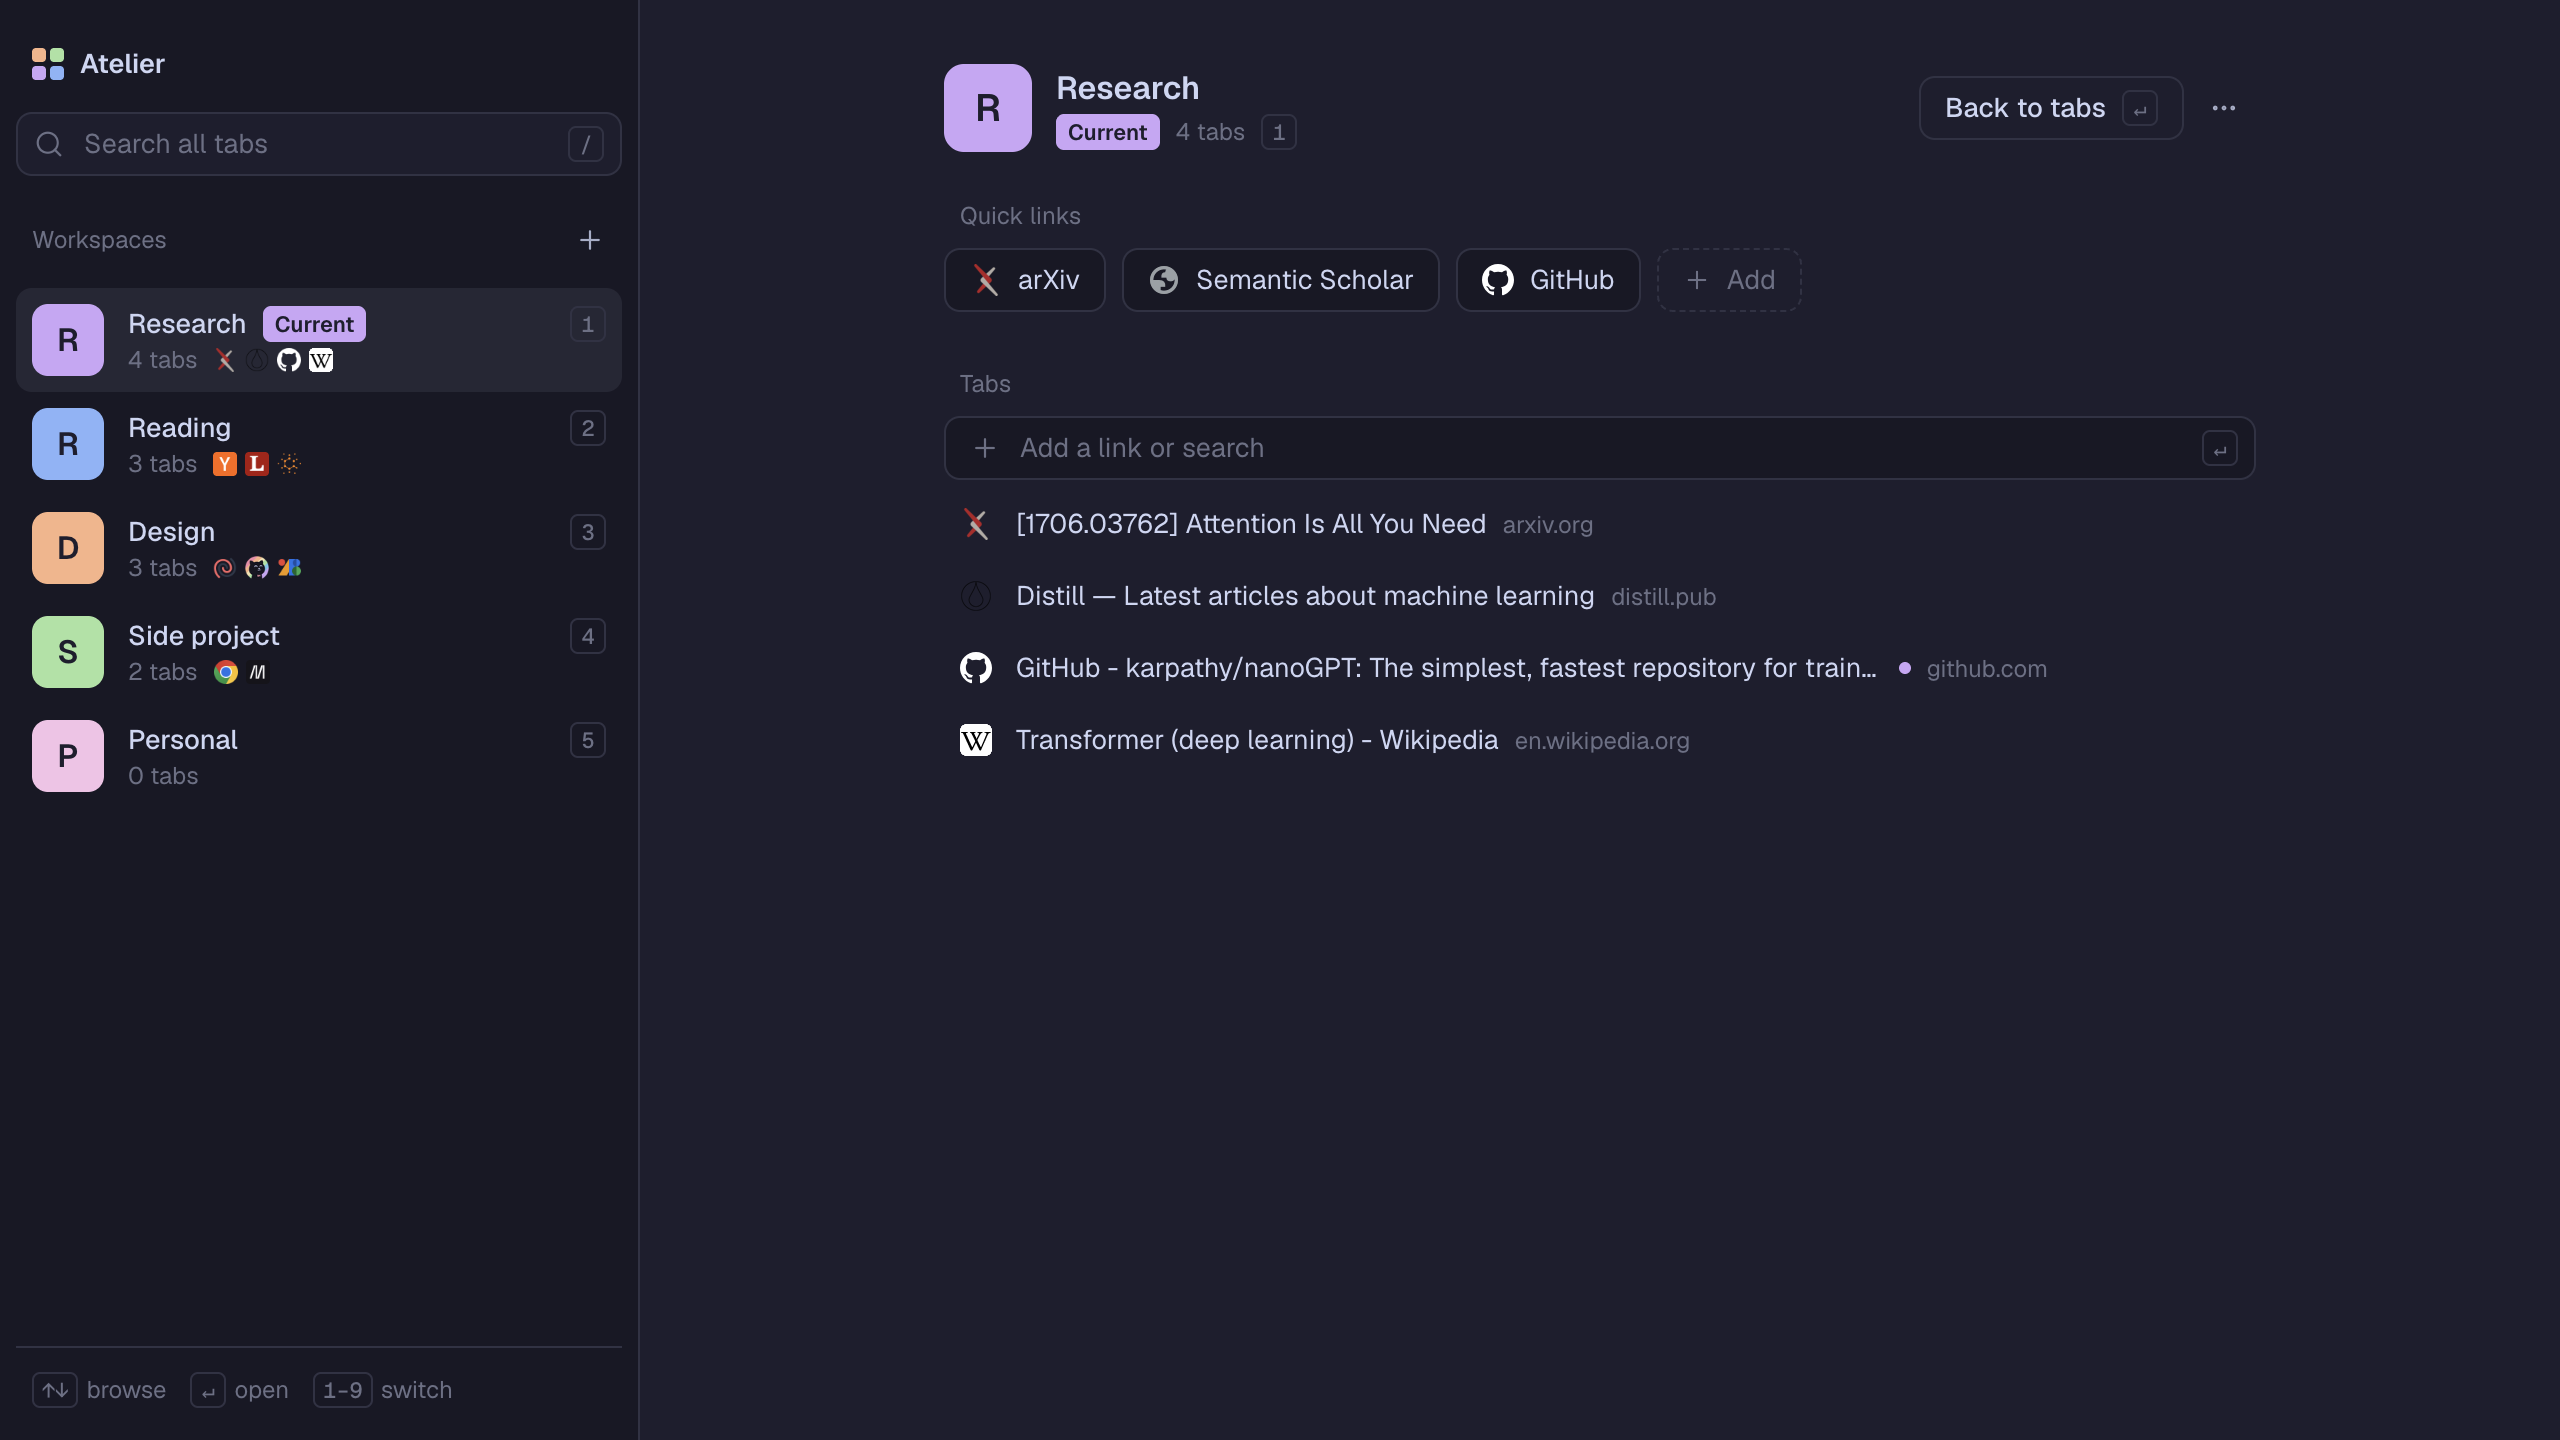 Atelier
Search all tabs /
Workspaces
R Research Current 1
4 tabs W
R Reading 2
3 tabs Y L
D Design 3
3 tabs
S Side project 4
2 tabs
P Personal 5
0 tabs
↑↓ browse ↵ open 1-9 switch
R Research
Current 4 tabs 1
Back to tabs ↵ ···
Quick links
arXiv Semantic Scholar GitHub + Add
Tabs
+ Add a link or search ↵
[1706.03762] Attention Is All You Need arxiv.org
Distill — Latest articles about machine learning distill.pub
GitHub - karpathy/nanoGPT: The simplest, fastest repository for train… github.com
W Transformer (deep learning) - Wikipedia en.wikipedia.org